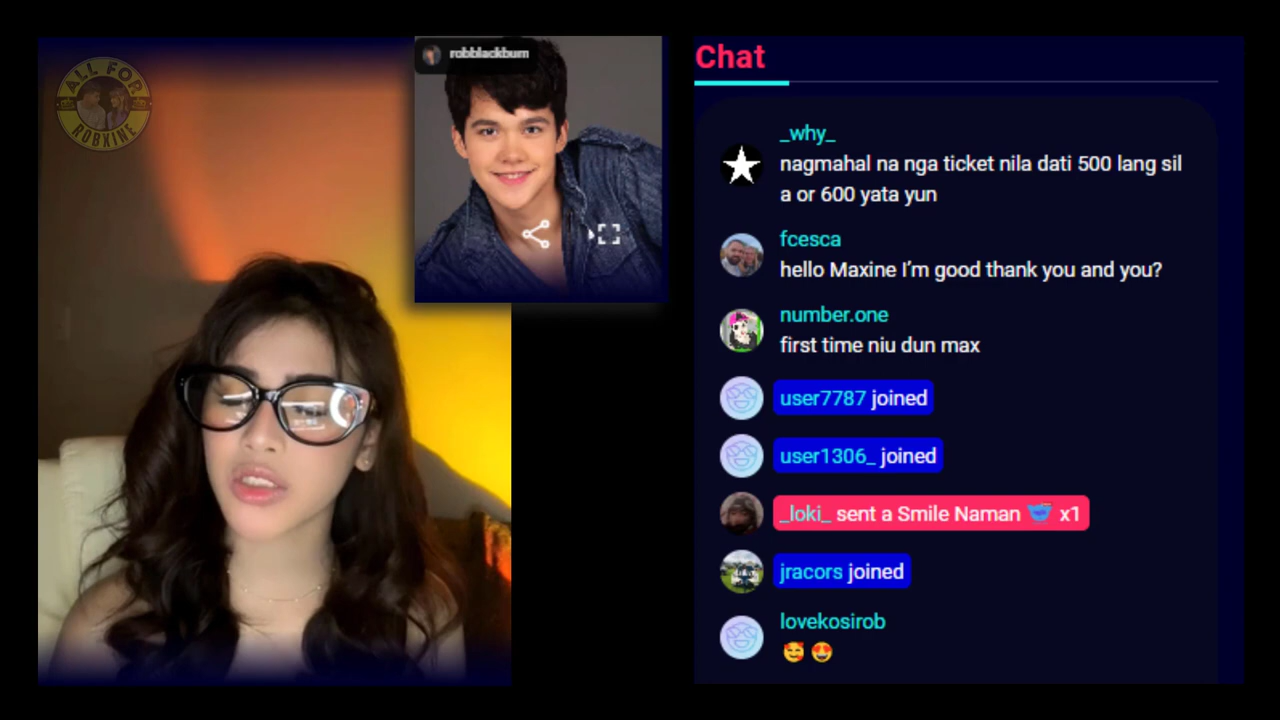 ALL FOR
ROBXINE
robblackburn
Chat
_why_
nagmahal na nga ticket nila dati 500 lang sil
a or 600 yata yun
fcesca
hello Maxine I'm good thank you and you?
number.one
first time niu dun max
user7787 joined
user1306_ joined
_loki_ sent a Smile Naman x1
jracors joined
lovekosirob